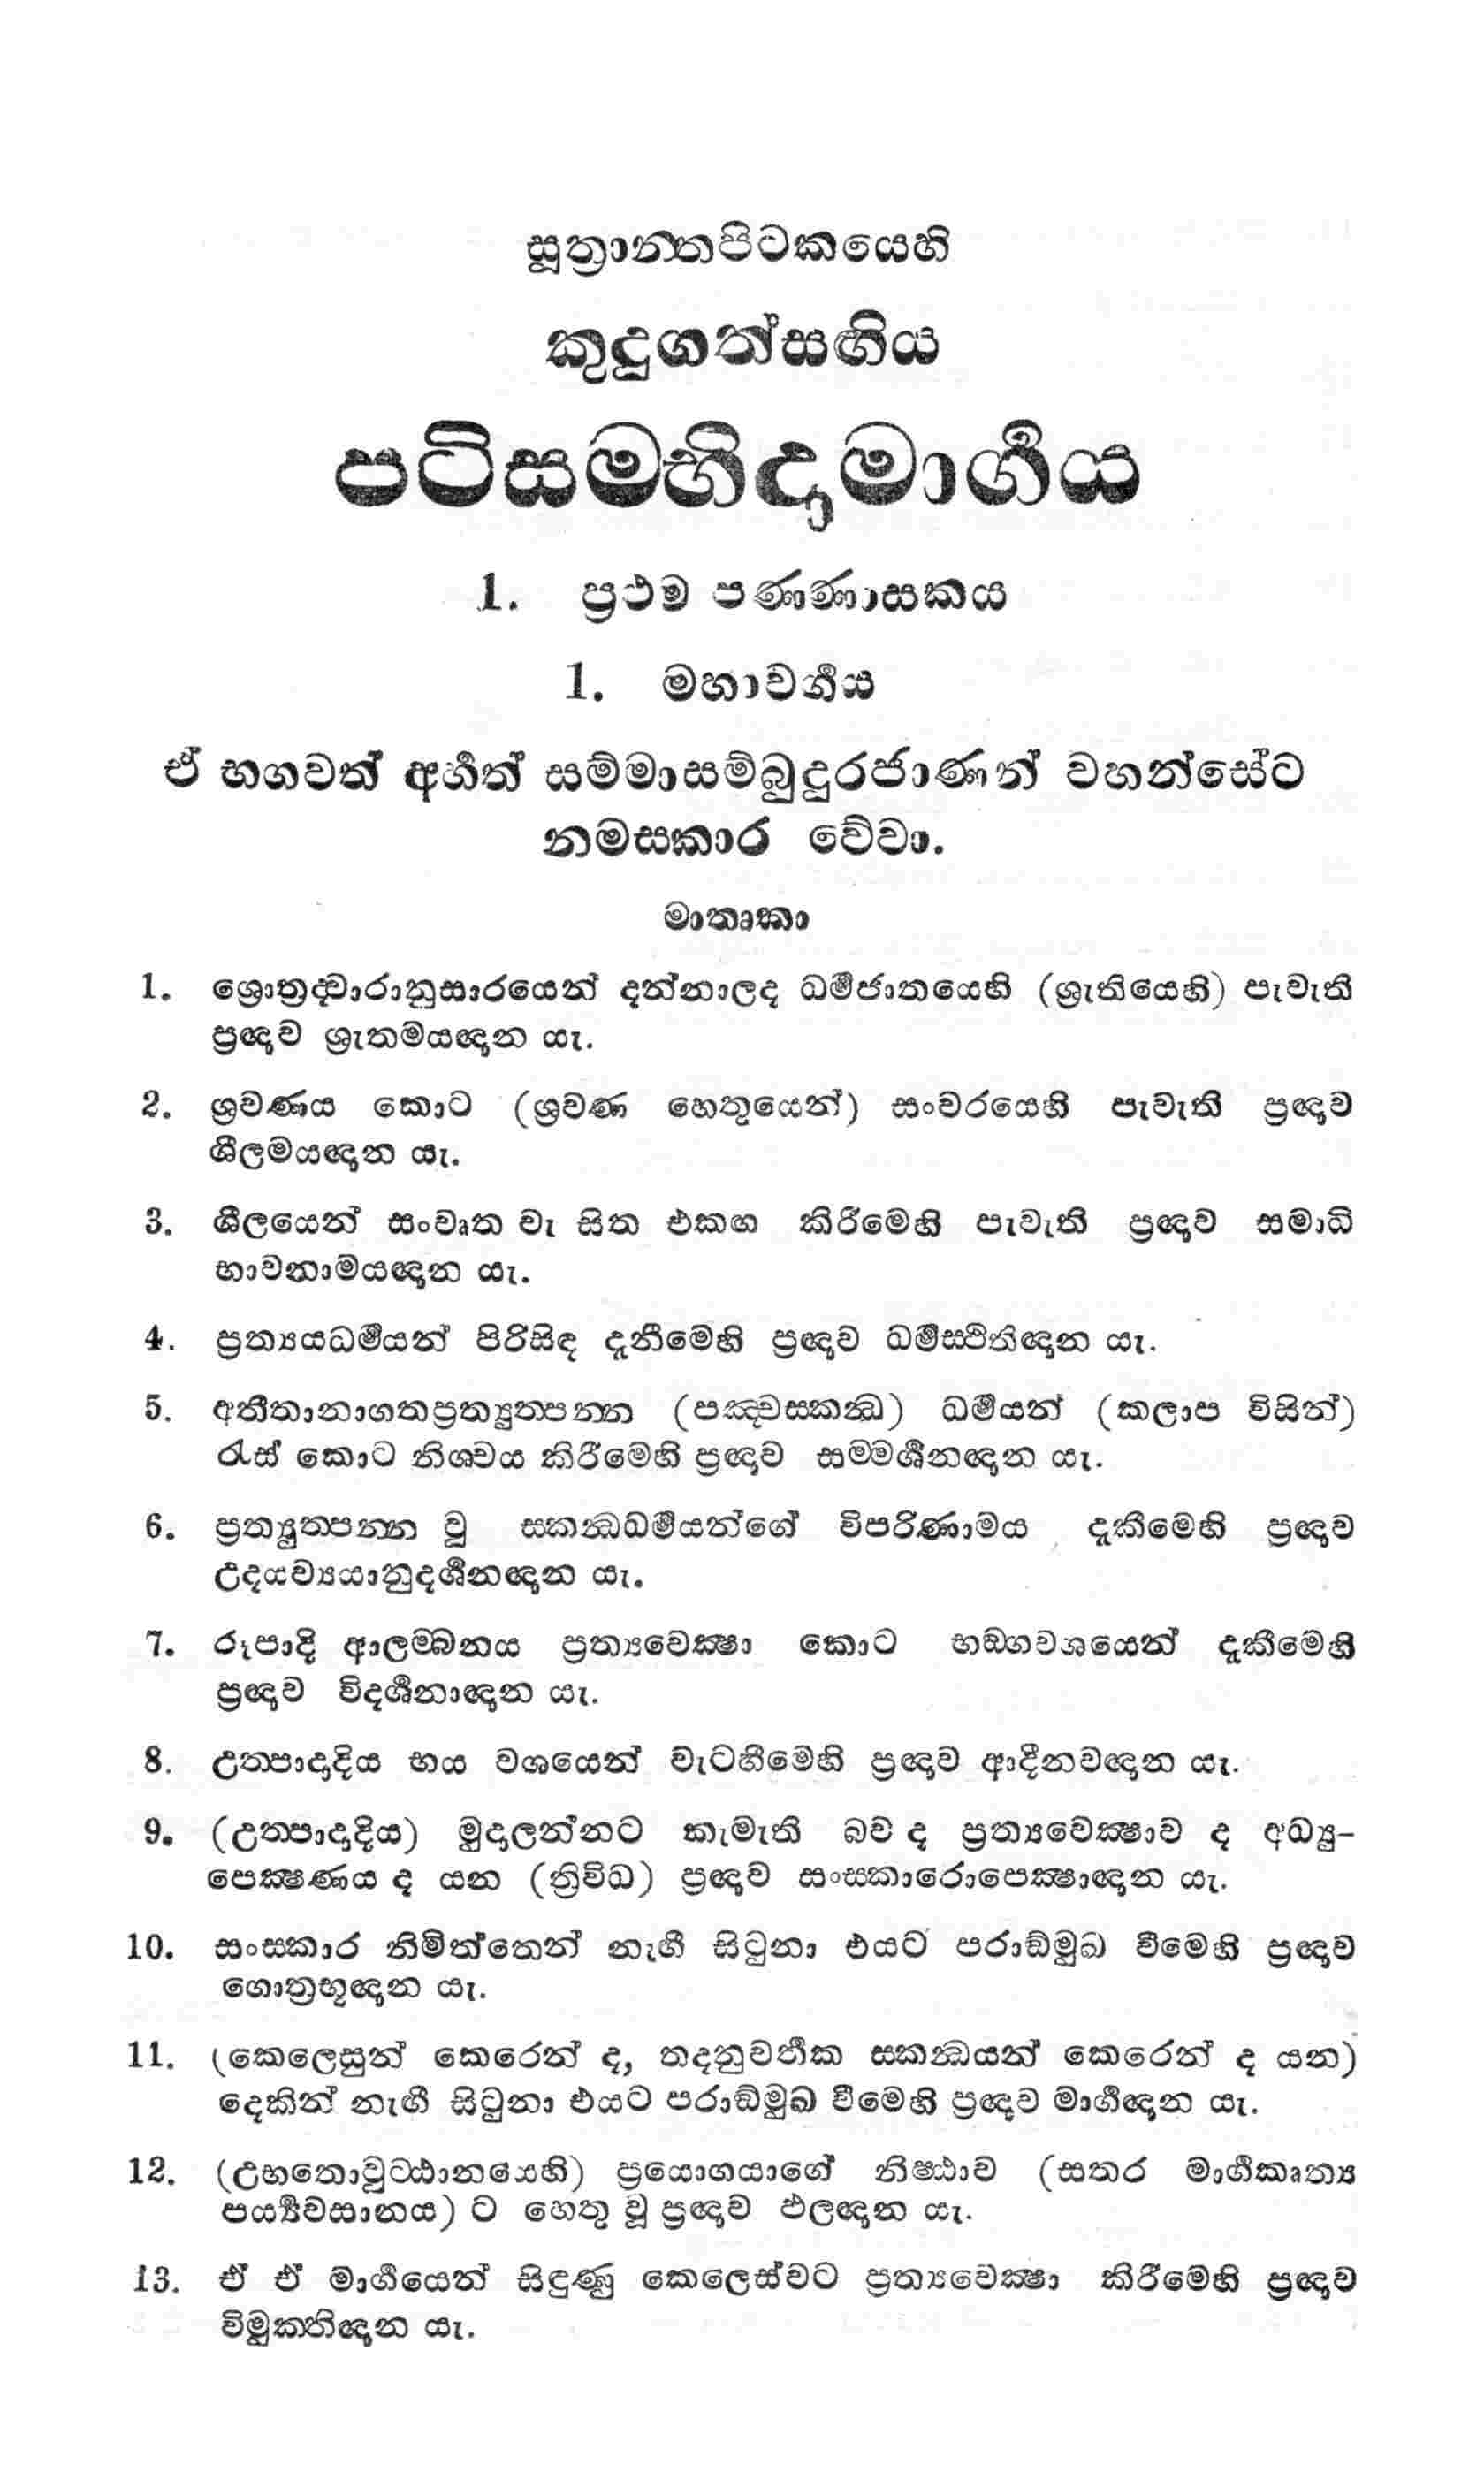 සූත්‍රාන්තපිටකයෙහි
කුදුගත්සඟිය
පටිසම්භිදාමාර්ගය
1. ප්‍රථම පණ්ණාසකය
1. මහාවර්ගය
ඒ භගවත් අර්හත් සම්මාසම්බුදුරජාණන් වහන්සේට
නමස්කාර වේවා.
මාතෘකා
1. ශ්‍රොත්‍රද්වාරානුසාරයෙන් දන්නාලද ධර්මජාතයෙහි (ශ්‍රුතියෙහි) පැවැති
ප්‍රඥාව ශ්‍රුතමයඥාන යැ.
2. ශ්‍රවණය කොට (ශ්‍රවණ හෙතුයෙන්) සංවරයෙහි පැවැති ප්‍රඥාව
ශීලමයඥාන යැ.
3. ශීලයෙන් සංවෘත වැ සිත එකඟ කිරීමෙහි පැවැති ප්‍රඥාව සමාධි
භාවනාමයඥාන යැ.
4. ප්‍රත්‍යයධර්මයන් පිරිසිඳ දැනීමෙහි ප්‍රඥාව ධර්මස්ථිතිඥාන යැ.
5. අතීතානාගතප්‍රත්‍යුත්පන්න (පඤ්චස්කන්ධ) ධර්මයන් (කලාප විසින්)
රැස් කොට නිශ්චය කිරීමෙහි ප්‍රඥාව සම්මර්ශනඥාන යැ.
6. ප්‍රත්‍යුත්පන්න වූ ස්කන්ධධර්මයන්ගේ විපරිණාමය දැකීමෙහි ප්‍රඥාව
උදයව්‍යයානුදර්ශනඥාන යැ.
7. රූපාදි ආලම්බනය ප්‍රත්‍යවෙක්ෂා කොට භඞ්ගවශයෙන් දැකීමෙහි
ප්‍රඥාව විදර්ශනාඥාන යැ.
8. උත්පාදාදිය භය වශයෙන් වැටහීමෙහි ප්‍රඥාව ආදීනවඥාන යැ.
9. (උත්පාදාදිය) මුදාලන්නට කැමැති බව ද ප්‍රත්‍යවෙක්ෂාව ද අධ්‍යු-
පෙක්ෂණය ද යන (ත්‍රිවිධ) ප්‍රඥාව සංස්කාරොපෙක්ෂාඥාන යැ.
10. සංස්කාර නිමිත්තෙන් නැඟී සිටුනා එයට පරාඞ්මුඛ වීමෙහි ප්‍රඥාව
ගොත්‍රභූඥාන යැ.
11. (කෙලෙසුන් කෙරෙන් ද, තදනුවර්තක ස්කන්ධයන් කෙරෙන් ද යන)
දෙකින් නැඟී සිටුනා එයට පරාඞ්මුඛ වීමෙහි ප්‍රඥාව මාර්ගඥාන යැ.
12. (උභතොවුට්ඨානයෙහි) ප්‍රයොගයාගේ නිෂ්ඨාව (සතර මාර්ගකෘත්‍ය
පර්‍ය්‍යවසානය) ට හෙතු වූ ප්‍රඥාව ඵලඥාන යැ.
13. ඒ ඒ මාර්ගයෙන් සිඳුණු කෙලෙස්වට ප්‍රත්‍යවෙක්ෂා කිරීමෙහි ප්‍රඥාව
විමුක්තිඥාන යැ.